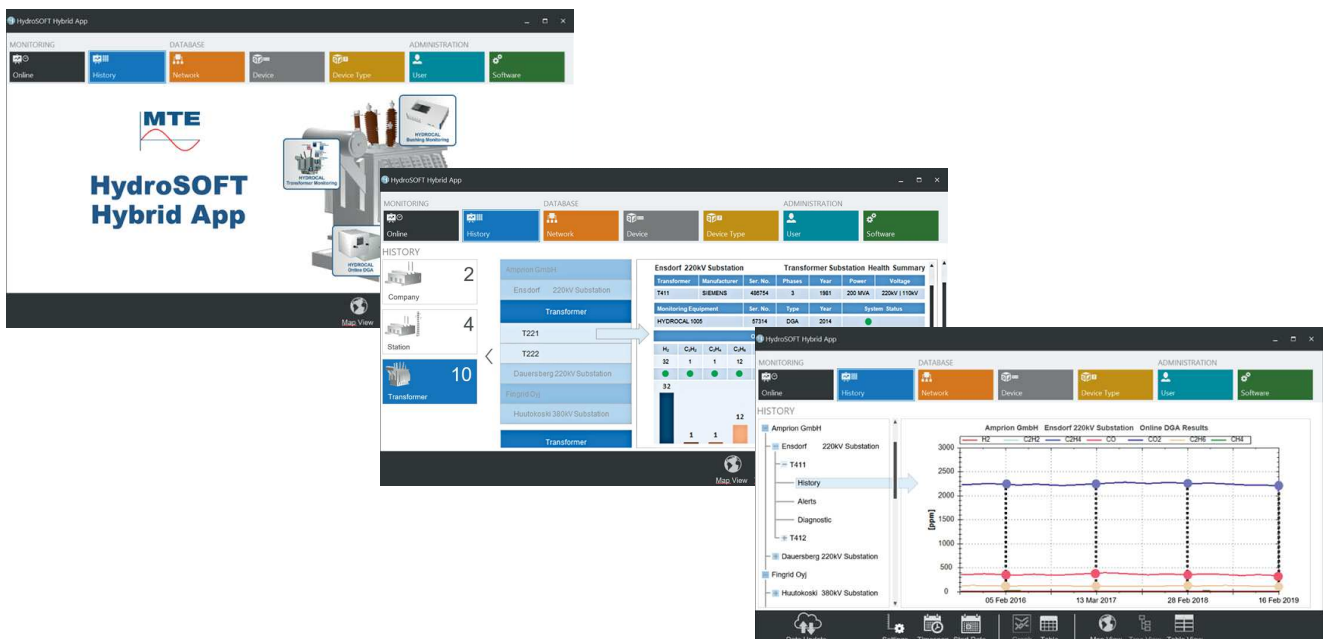 HydroSOFT Hybrid App
MONITORING DATABASE ADMINISTRATION
Online History Network Device Device Type User Software
MTE
HydroSOFT
Hybrid App
HYDROCAL
Bushing Monitoring
HYDROCAL
Transformer Monitoring
HYDROCAL
Online DGA
Map View
HydroSOFT Hybrid App
MONITORING DATABASE ADMINISTRATION
Online History Network Device Device Type User Software
HISTORY
2
Company
4
Station
10
Transformer
Amprion GmbH
Ensdorf 220kV Substation
Transformer
T221
T222
Dauersberg 220kV Substation
Fingrid Oyj
Huutokoski 380kV Substation
Transformer
Ensdorf 220kV Substation Transformer Substation Health Summary
Transformer Manufacturer Ser. No. Phases Year Power Voltage
T411 SIEMENS 486754 3 1981 200 MVA 220kV | 110kV
Monitoring Equipment Ser. No. Type Year System Status
HYDROCAL 1005 57314 DGA 2014
H₂ C₂H₂ C₂H₄ C₂H₆
32 1 1 12
32
1 1 12
Map View
HydroSOFT Hybrid App
MONITORING DATABASE ADMINISTRATION
Online History Network Device Device Type User Software
HISTORY
Amprion GmbH
Ensdorf 220kV Substation
T411
History
Alerts
Diagnostic
T412
Dauersberg 220kV Substation
Fingrid Oyj
Huutokoski 380kV Substation
Amprion GmbH Ensdorf 220kV Substation Online DGA Results
H2 C2H2 C2H4 CO CO2 C2H6 CH4
[ppm]
3000
2500
2000
1500
1000
500
0
05 Feb 2016 13 Mar 2017 28 Feb 2018 16 Feb 2019